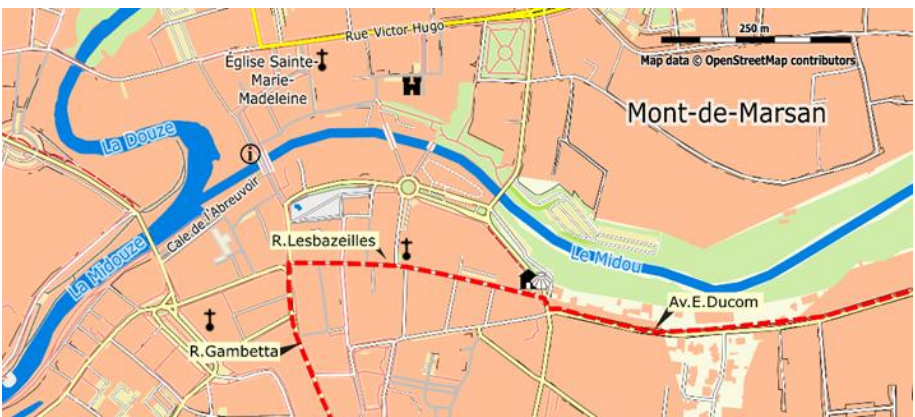 Rue Victor Hugo
250 m
Map data © OpenStreetMap contributors
Église Sainte-
Marie-
Madeleine
Mont-de-Marsan
La Douze
i
Cale de l'Abreuvoir
La Midouze
R.Lesbazeilles
Le Midou
Av.E.Ducom
R.Gambetta